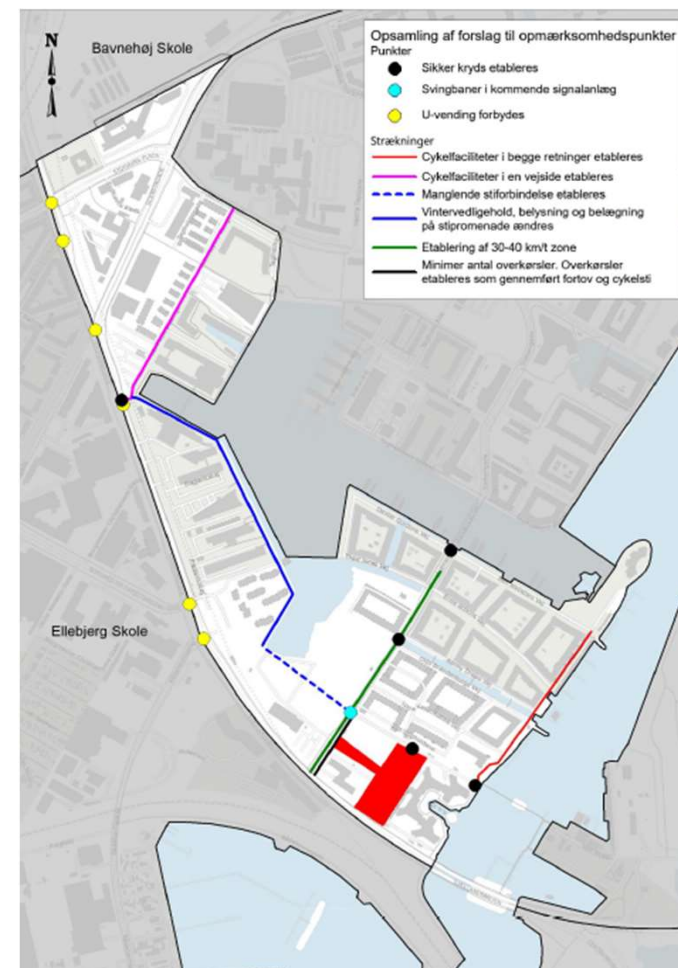 N
Bavnehøj Skole
Opsamling af forslag til opmærksomhedspunkter
Punkter
Sikker kryds etableres
Svingbaner i kommende signalanlæg
U-vending forbydes
Strækninger
Cykelfaciliteter i begge retninger etableres
Cykelfaciliteter i en vejside etableres
Manglende stiforbindelse etableres
Vintervedligehold, belysning og belægning
på stipromenade ændres
Etablering af 30-40 km/t zone
Minimer antal overkørsler. Overkørsler
etableres som gennemført fortov og cykelsti
Ellebjerg Skole